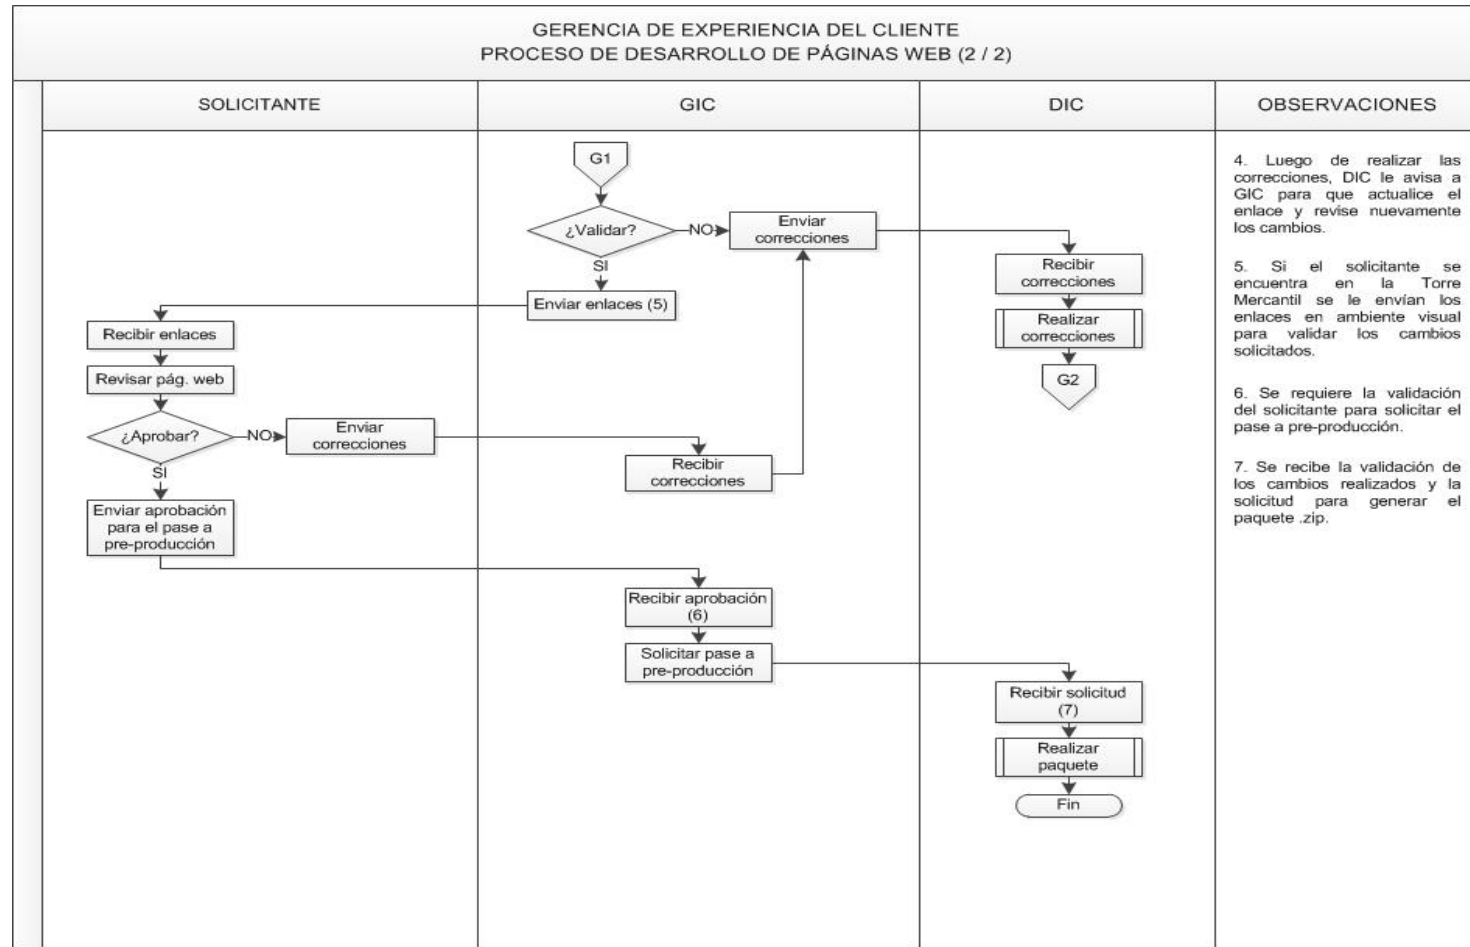 GERENCIA DE EXPERIENCIA DEL CLIENTE
PROCESO DE DESARROLLO DE PÁGINAS WEB (2 / 2)
SOLICITANTE
GIC
DIC
OBSERVACIONES
G1
¿Validar?
NO
Enviar
correcciones
SI
Enviar enlaces (5)
Recibir
correcciones
Realizar
correcciones
G2
Recibir enlaces
Revisar pág. web
¿Aprobar?
NO
Enviar
correcciones
Recibir
correcciones
SI
Enviar aprobación
para el pase a
pre-producción
Recibir aprobación
(6)
Solicitar pase a
pre-producción
Recibir solicitud
(7)
Realizar
paquete
Fin
4. Luego de realizar las
correcciones, DIC le avisa a
GIC para que actualice el
enlace y revise nuevamente
los cambios.
5. Si el solicitante se
encuentra en la Torre
Mercantil se le envían los
enlaces en ambiente visual
para validar los cambios
solicitados.
6. Se requiere la validación
del solicitante para solicitar el
pase a pre-producción.
7. Se recibe la validación de
los cambios realizados y la
solicitud para generar el
paquete .zip.